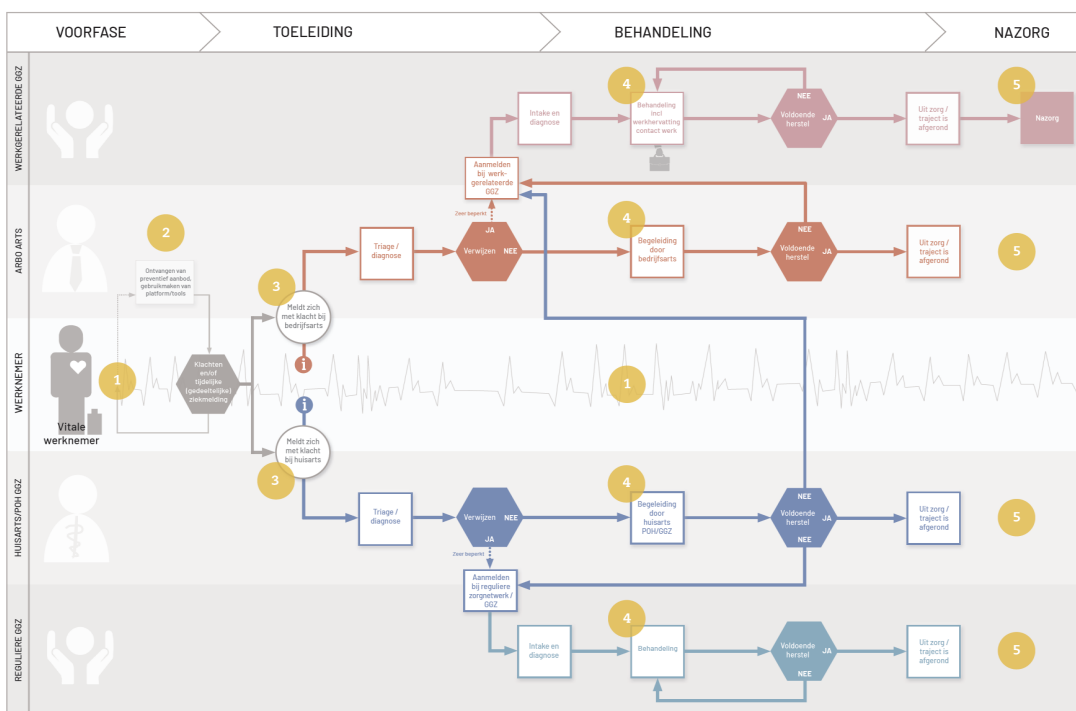 VOORFASE
TOELEIDING
BEHANDELING
NAZORG
WERKGERELATEERDE GGZ
4
5
Intake en
diagnose
Behandeling
incl
werkhervatting
contact werk
NEE
Voldoende
herstel
JA
Uit zorg /
traject is
afgerond
Nazorg
Aanmelden
bij werk-
gerelateerde
GGZ
ARBO ARTS
2
Ontvangen van
preventief aanbod,
gebruikmaken van
platform/tools
3
Meldt zich
met klacht bij
bedrijfsarts
Triage /
diagnose
Zeer beperkt
JA
Verwijzen
NEE
4
Begeleiding
door
bedrijfsarts
NEE
Voldoende
herstel
JA
Uit zorg /
traject is
afgerond
5
WERKNEMER
1
Vitale
werknemer
Klachten
en/of
tijdelijke
(gedeeltelijke)
ziekmelding
i
i
1
HUISARTS/POH GGZ
Meldt zich
met klacht
bij huisarts
3
Triage /
diagnose
Verwijzen
NEE
JA
Zeer beperkt
4
Begeleiding
door
huisarts
POH/GGZ
NEE
Voldoende
herstel
JA
NEE
Uit zorg /
traject is
afgerond
5
Aanmelden
bij reguliere
zorgnetwerk /
GGZ
REGULIERE GGZ
Intake en
diagnose
4
Behandeling
Voldoende
herstel
JA
NEE
Uit zorg /
traject is
afgerond
5